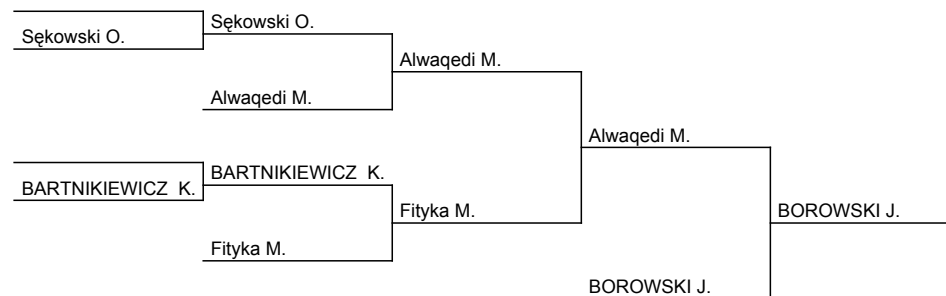 Sękowski O.
Sękowski O.
Alwaqedi M.
Alwaqedi M.
Alwaqedi M.
BARTNIKIEWICZ K.
BARTNIKIEWICZ K.
Fityka M.
BOROWSKI J.
Fityka M.
BOROWSKI J.